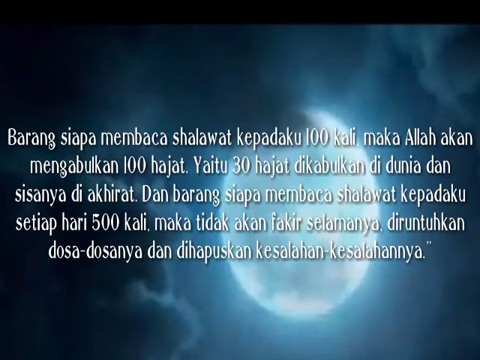 Barang siapa membaca shalawat kepadaku 100 kali, maka Allah akan
mengabulkan 100 hajat. Yaitu 30 hajat dikabulkan di dunia dan
sisanya di akhirat. Dan barang siapa membaca shalawat kepadaku
setiap hari 500 kali, maka tidak akan fakir selamanya, diruntuhkan
dosa-dosanya dan dihapuskan kesalahan-kesalahannya."